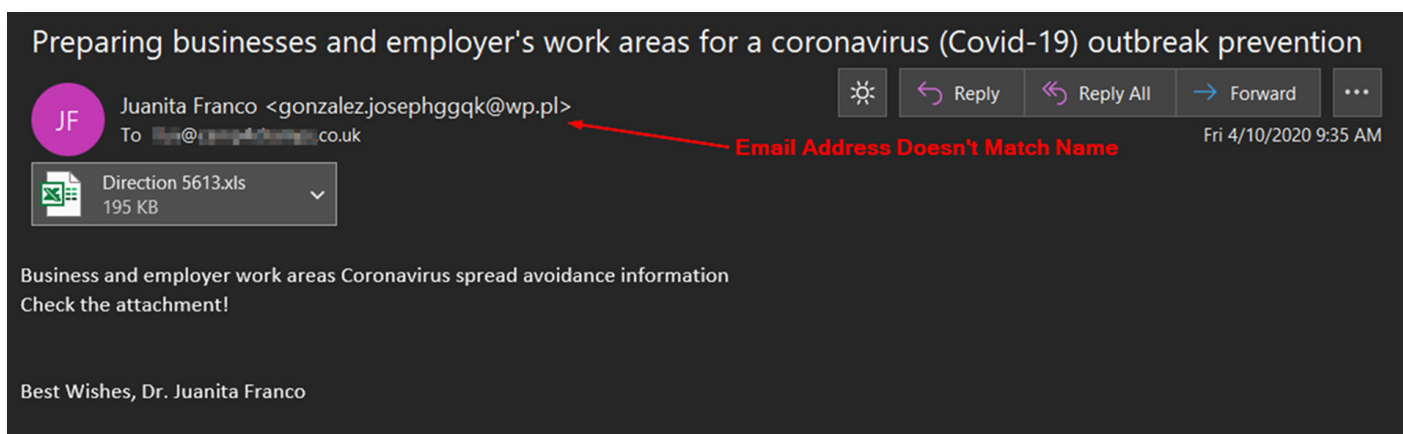 Preparing businesses and employer's work areas for a coronavirus (Covid-19) outbreak prevention
JF
Juanita Franco <gonzalez.josephggqk@wp.pl>
Reply
Reply All
Forward
To @ co.uk
Email Address Doesn't Match Name
Fri 4/10/2020 9:35 AM
Direction 5613.xls
195 KB
Business and employer work areas Coronavirus spread avoidance information
Check the attachment!
Best Wishes, Dr. Juanita Franco